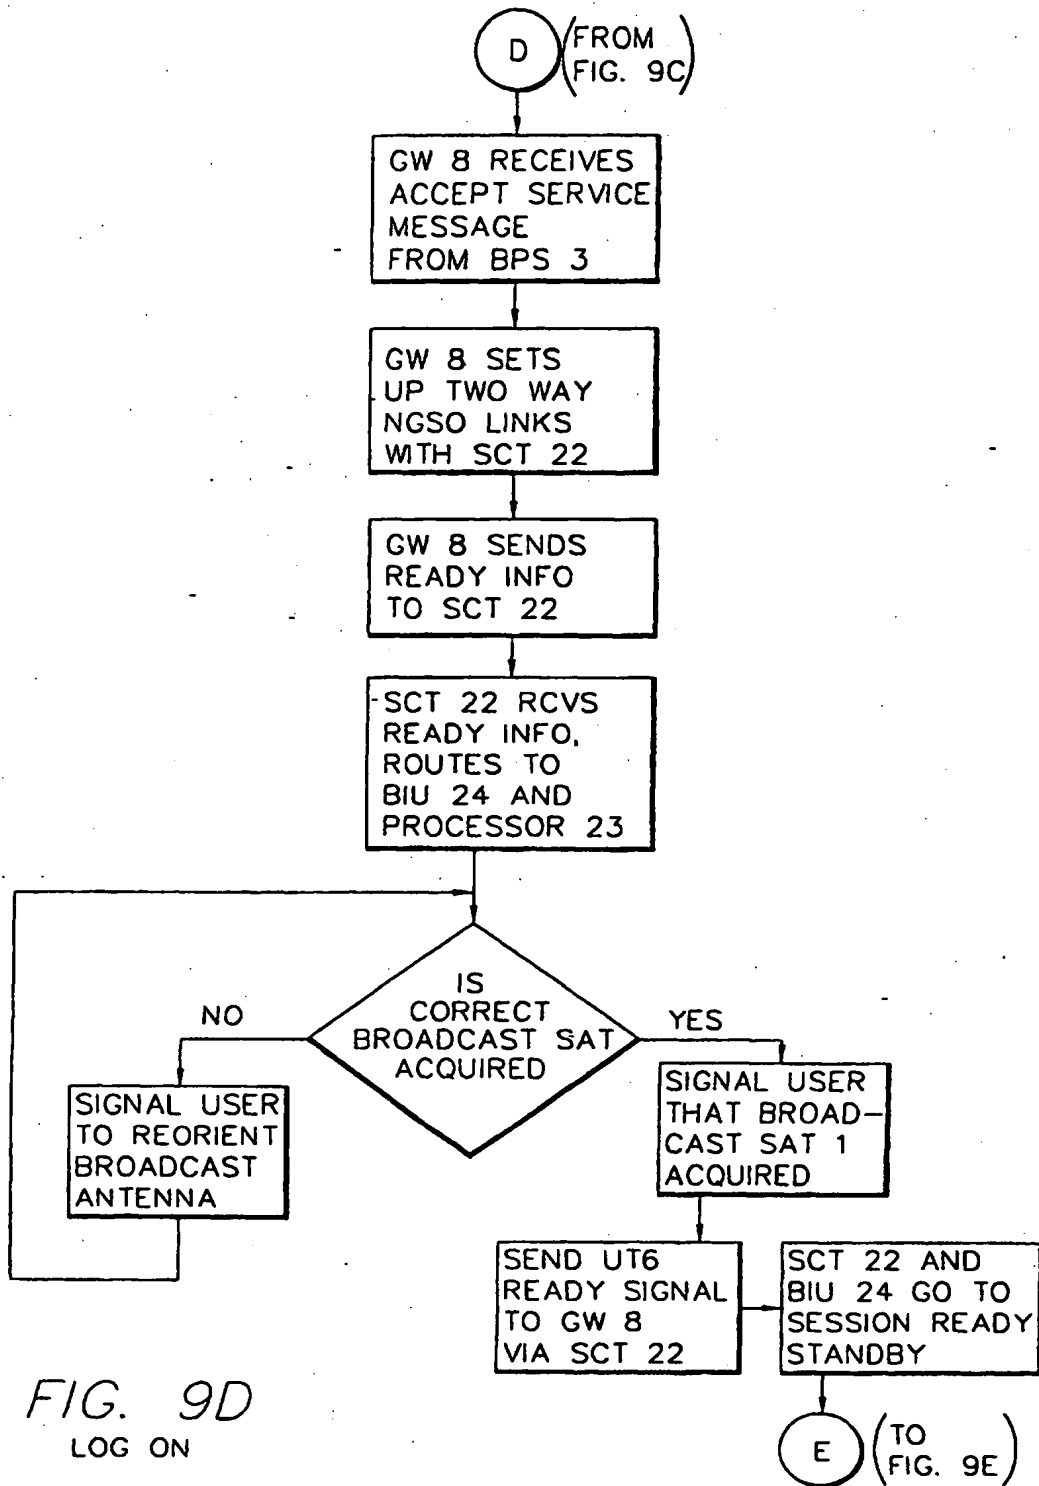 D
(FROM
FIG. 9C)
GW 8 RECEIVES
ACCEPT SERVICE
MESSAGE
FROM BPS 3
GW 8 SETS
UP TWO WAY
NGSO LINKS
WITH SCT 22
GW 8 SENDS
READY INFO
TO SCT 22
SCT 22 RCVS
READY INFO,
ROUTES TO
BIU 24 AND
PROCESSOR 23
IS
CORRECT
BROADCAST SAT
ACQUIRED
NO
YES
SIGNAL USER
TO REORIENT
BROADCAST
ANTENNA
SIGNAL USER
THAT BROAD-
CAST SAT 1
ACQUIRED
SEND UT6
READY SIGNAL
TO GW 8
VIA SCT 22
SCT 22 AND
BIU 24 GO TO
SESSION READY
STANDBY
E
(TO
FIG. 9E)
FIG. 9D
LOG ON